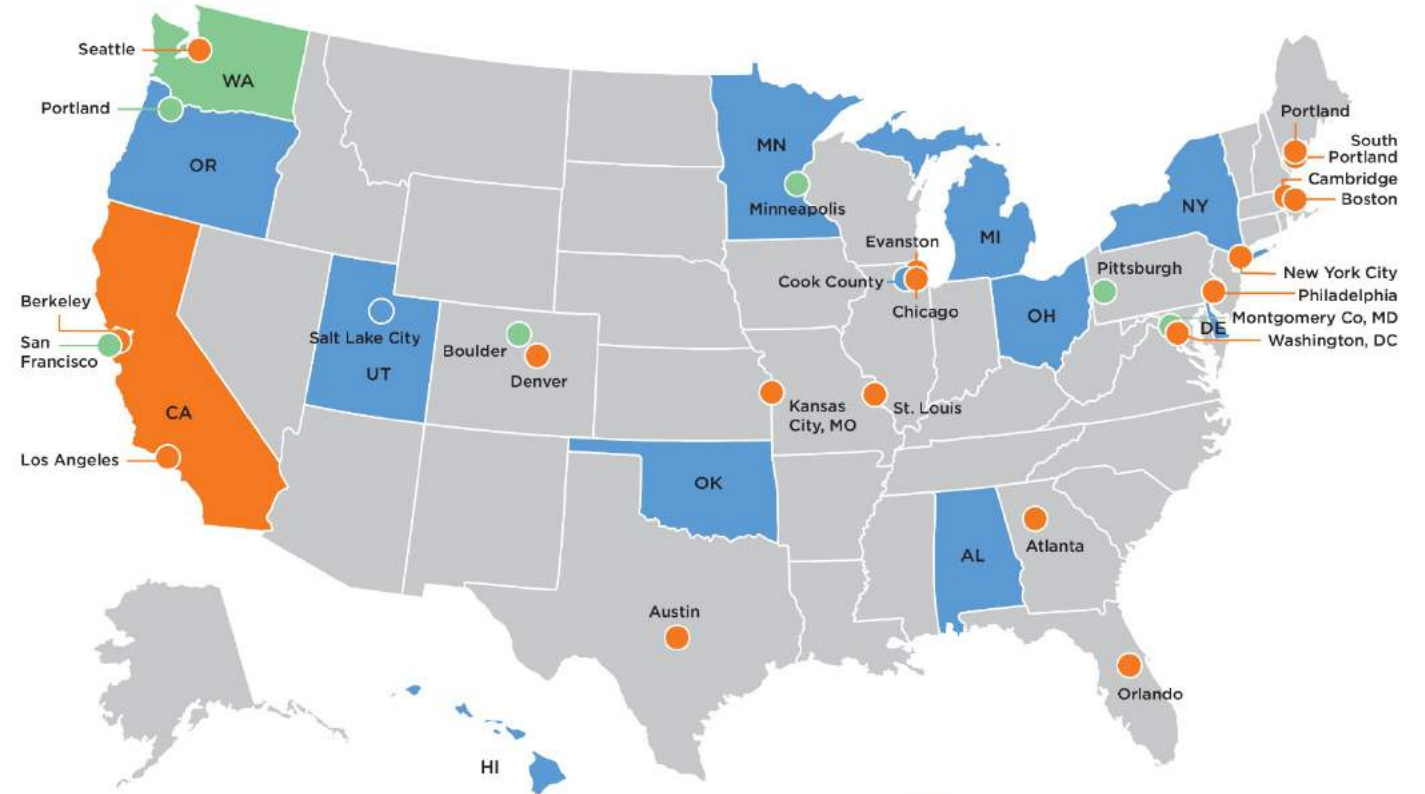 Seattle
WA
Portland
OR
Berkeley
San
Francisco
CA
Los Angeles
Salt Lake City
UT
Boulder
Denver
MN
Minneapolis
Evanston
Cook County
Chicago
MI
OH
Kansas
City, MO
St. Louis
OK
Austin
AL
Atlanta
Orlando
HI
NY
Pittsburgh
Portland
South
Portland
Cambridge
Boston
New York City
Philadelphia
Montgomery Co, MD
DE
Washington, DC